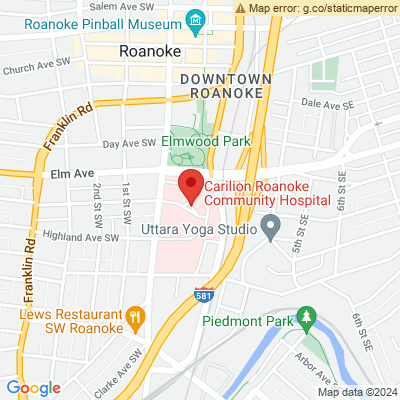 Map error: g.co/staticmaperror
Salem Ave SW
Roanoke Pinball Museum
Roanoke
Church Ave SW
DOWNTOWN
ROANOKE
Franklin Rd
Dale Ave SE
Day Ave SW
Elmwood Park
Elm Ave
Carilion Roanoke
Community Hospital
2nd St SW
1st St SW
6th St SE
Uttara Yoga Studio
Highland Ave SW
5th St SE
Franklin Rd
581
6th St SE
Lews Restaurant
SW Roanoke
Piedmont Park
Clarke Ave SW
Arbor Ave SE
Google
Map data ©2024